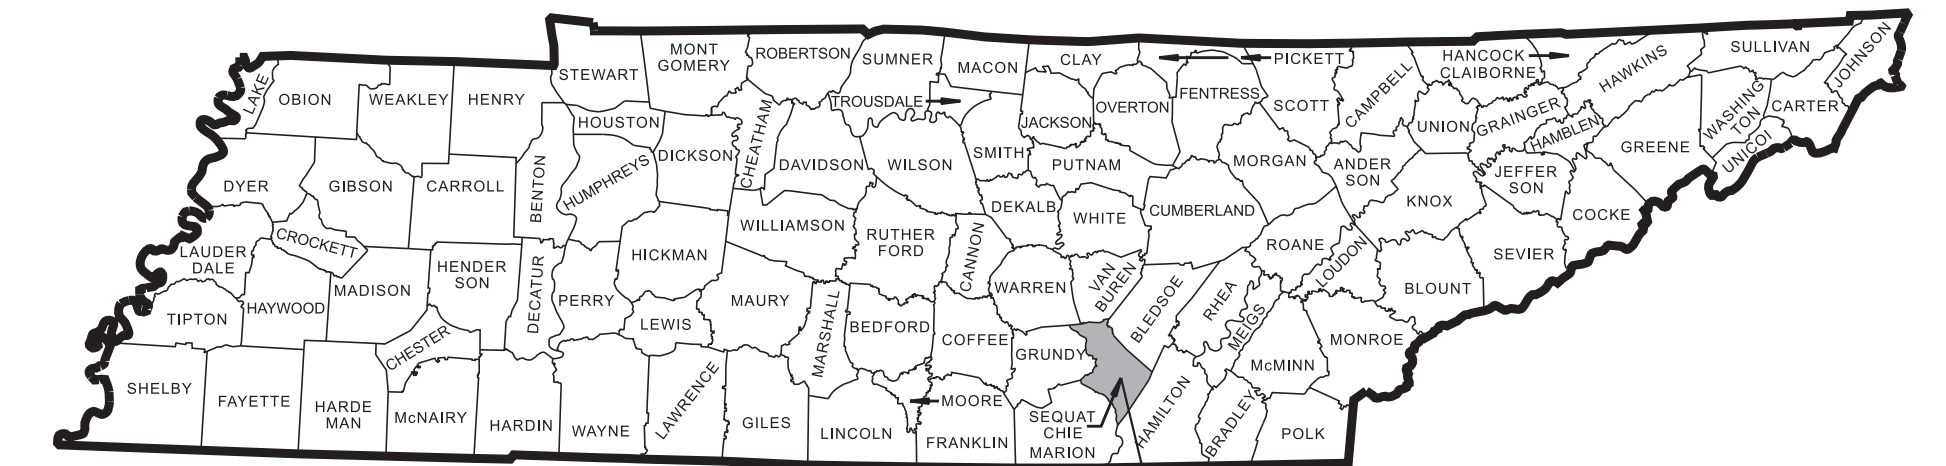 LAKE
OBION
WEAKLEY
HENRY
STEWART
MONT
GOMERY
ROBERTSON
SUMNER
MACON
CLAY
PICKETT
HANCOCK
CLAIBORNE
HAWKINS
SULLIVAN
JOHNSON
TROUSDALE
HOUSTON
CHEATHAM
JACKSON
OVERTON
FENTRESS
SCOTT
CAMPBELL
UNION
GRAINGER
HAMBLEN
WASHING
TON
CARTER
UNICOI
GREENE
DYER
GIBSON
CARROLL
BENTON
HUMPHREYS
DICKSON
DAVIDSON
WILSON
SMITH
PUTNAM
MORGAN
ANDER
SON
KNOX
JEFFER
SON
COCKE
LAUDER
DALE
CROCKETT
WILLIAMSON
RUTHER
FORD
CANNON
DEKALB
WHITE
CUMBERLAND
ROANE
LOUDON
SEVIER
BLOUNT
HAYWOOD
MADISON
HENDER
SON
DECATUR
PERRY
HICKMAN
LEWIS
MAURY
MARSHALL
BEDFORD
WARREN
VAN
BUREN
BLEDSOE
RHEA
MEIGS
MONROE
McMINN
TIPTON
CHESTER
COFFEE
GRUNDY
SHELBY
FAYETTE
HARDE
MAN
McNAIRY
HARDIN
WAYNE
LAWRENCE
GILES
LINCOLN
MOORE
FRANKLIN
SEQUAT
CHIE
MARION
HAMILTON
BRADLEY
POLK